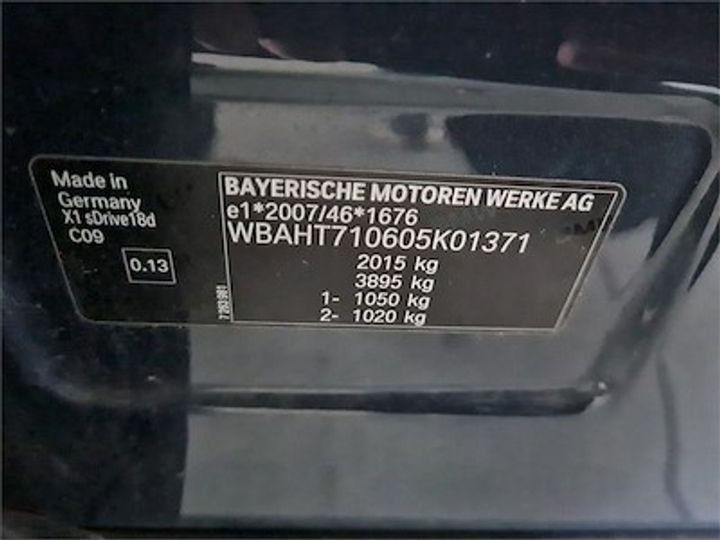 Made in
Germany
X1 sDrive18d
C09
0.13
BAYERISCHE MOTOREN WERKE AG
e1*2007/46*1676
WBAHT710605K01371
2015 kg
3895 kg
1- 1050 kg
2- 1020 kg